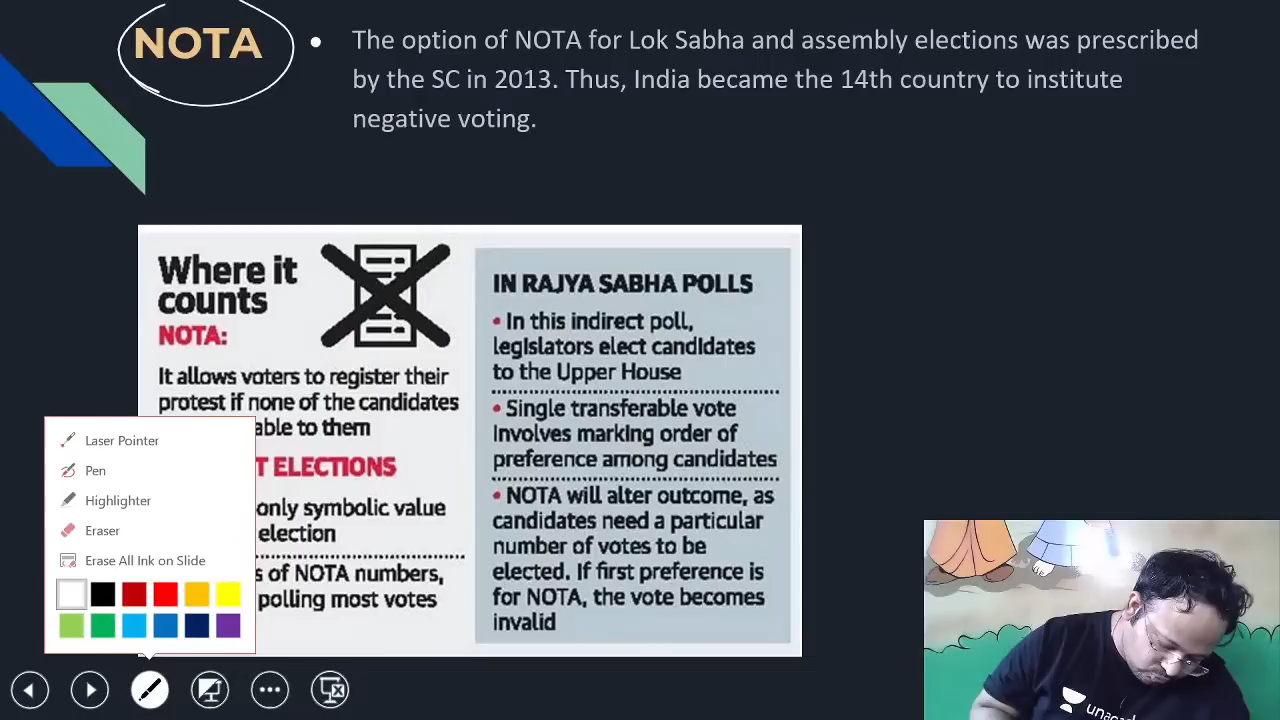 NOTA
• The option of NOTA for Lok Sabha and assembly elections was prescribed
by the SC in 2013. Thus, India became the 14th country to institute
negative voting.
Where it
counts
NOTA:
It allows voters to register their
protest if none of the candidates
able to them
T ELECTIONS
only symbolic value
election
s of NOTA numbers,
polling most votes
IN RAJYA SABHA POLLS
• In this indirect poll,
legislators elect candidates
to the Upper House
• Single transferable vote
involves marking order of
preference among candidates
• NOTA will alter outcome, as
candidates need a particular
number of votes to be
elected. If first preference is
for NOTA, the vote becomes
invalid
Laser Pointer
Pen
Highlighter
Eraser
Erase All Ink on Slide